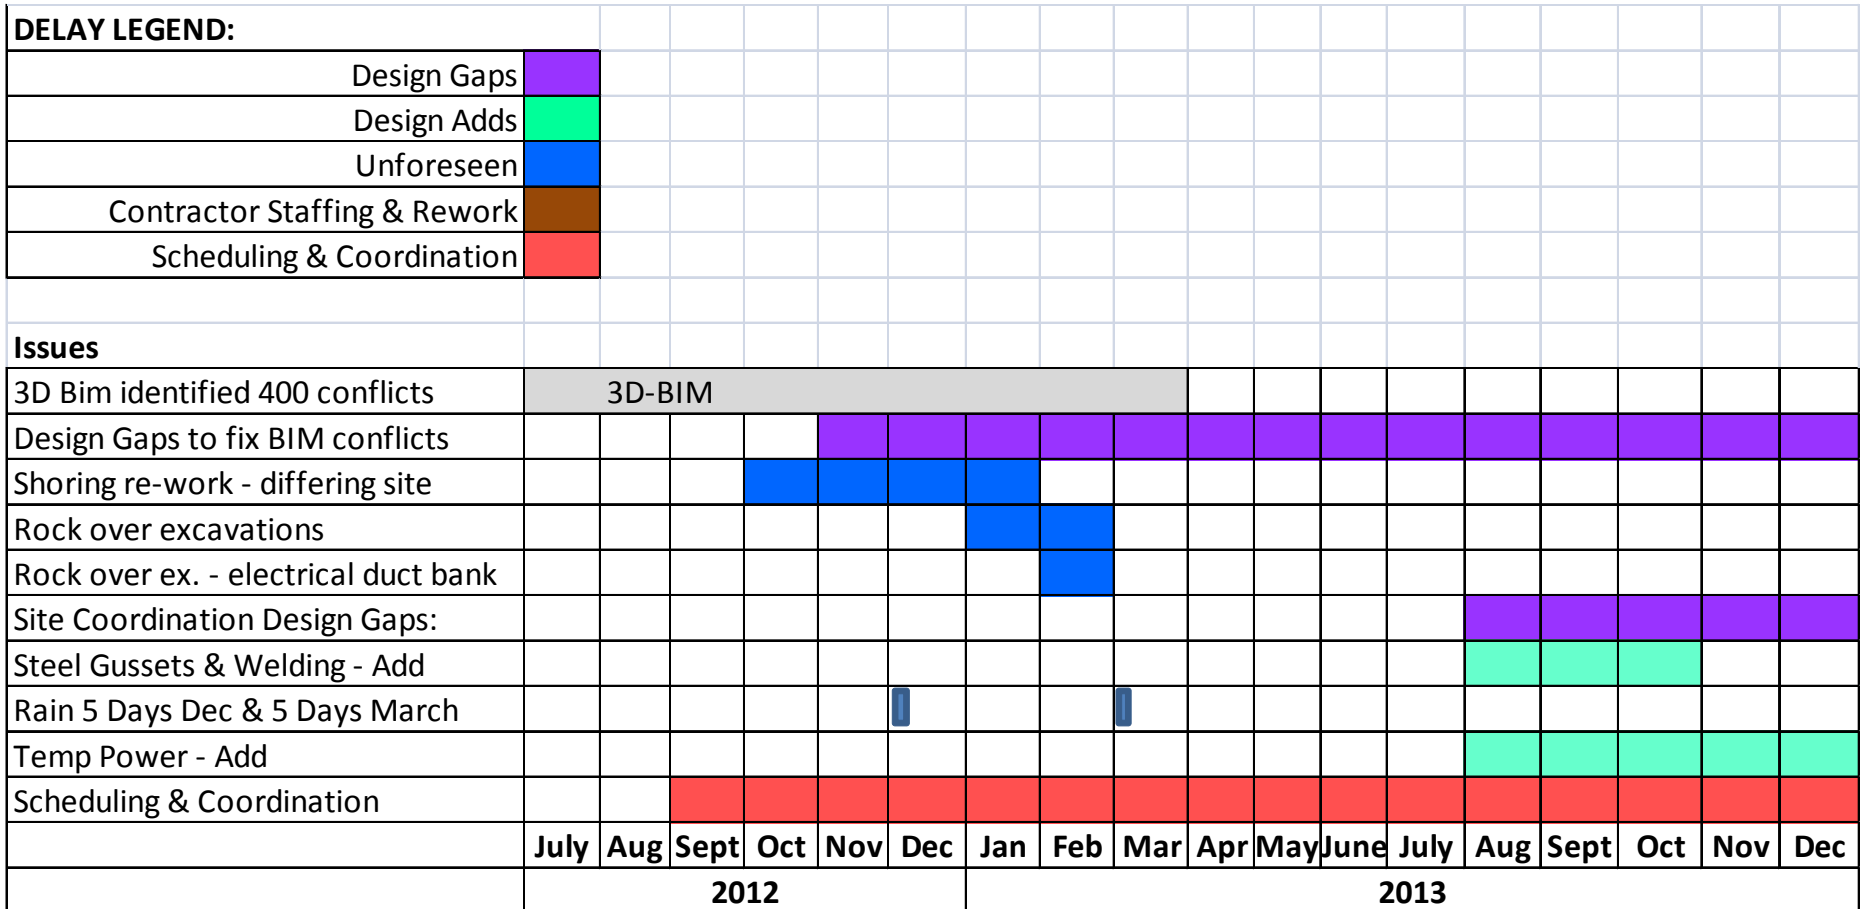 DELAY LEGEND:
Design Gaps
Design Adds
Unforeseen
Contractor Staffing & Rework
Scheduling & Coordination
Issues
3D Bim identified 400 conflicts 3D-BIM
Design Gaps to fix BIM conflicts
Shoring re-work - differing site
Rock over excavations
Rock over ex. - electrical duct bank
Site Coordination Design Gaps:
Steel Gussets & Welding - Add
Rain 5 Days Dec & 5 Days March
Temp Power - Add
Scheduling & Coordination
July Aug Sept Oct Nov Dec Jan Feb Mar Apr May June July Aug Sept Oct Nov Dec
2012 2013